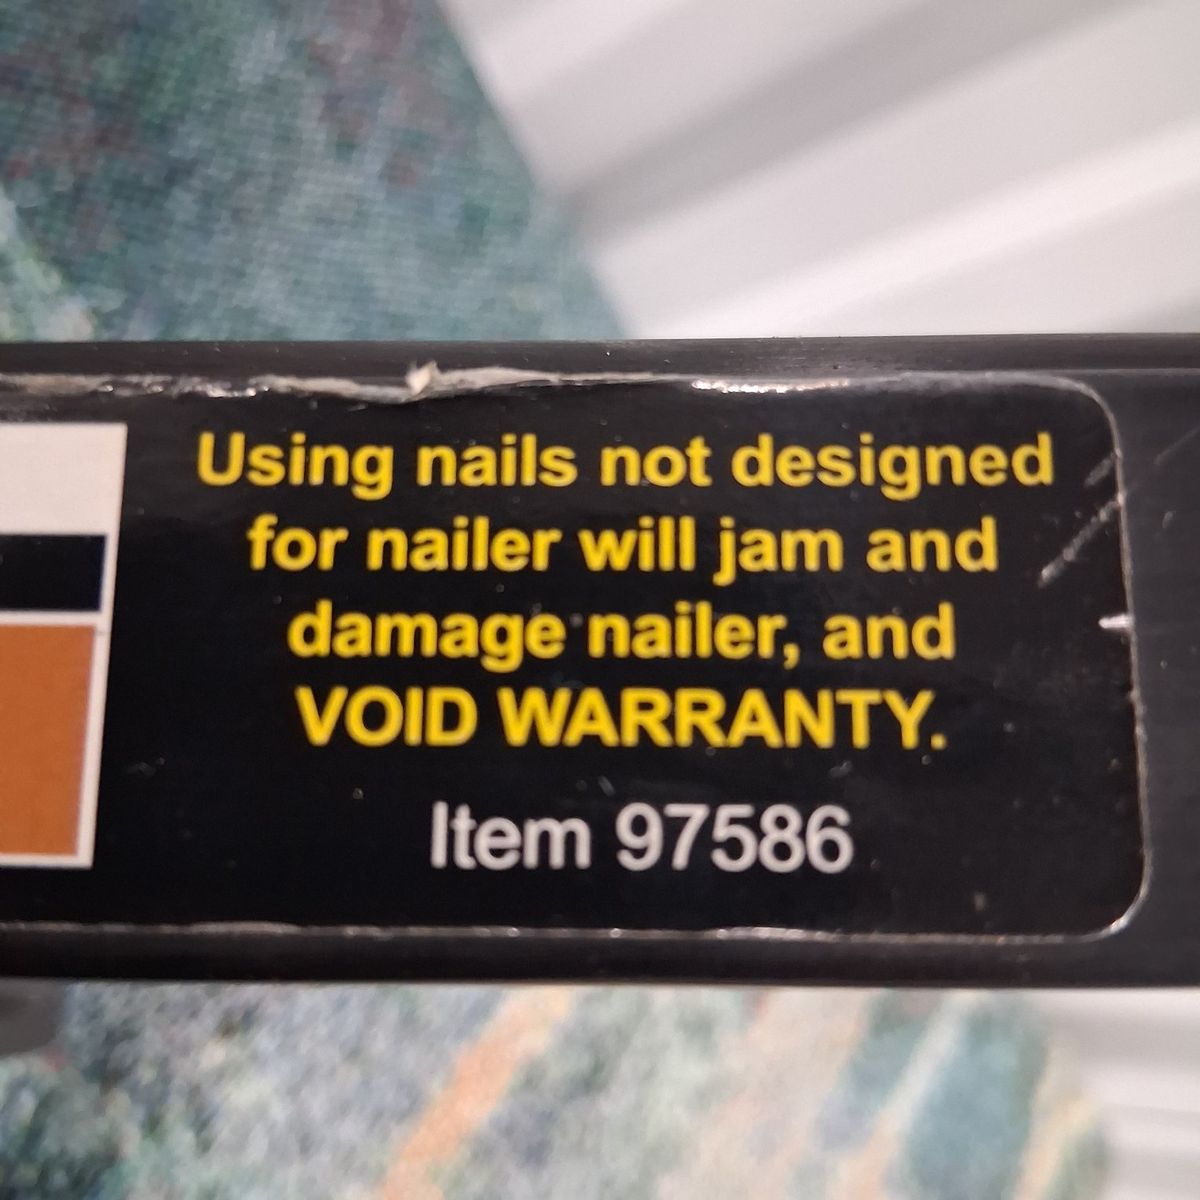 Using nails not designed
for nailer will jam and
damage nailer, and
VOID WARRANTY.
Item 97586